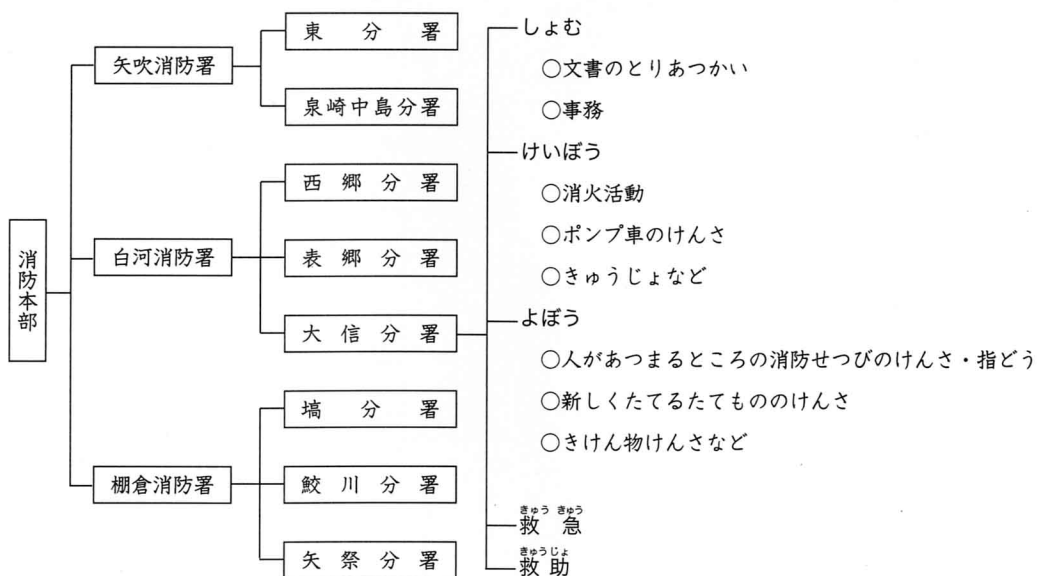 消防本部
矢吹消防署
東分署
泉崎中島分署
白河消防署
西郷分署
表郷分署
大信分署
棚倉消防署
塙分署
鮫川分署
矢祭分署
しょむ
○文書のとりあつかい
○事務
けいぼう
○消火活動
○ポンプ車のけんさ
○きゅうじょなど
よぼう
○人があつまるところの消防せつびのけんさ・指どう
○新しくたてるたてもののけんさ
○きけん物けんさなど
きゅう きゅう
救急
きゅうじょ
救助